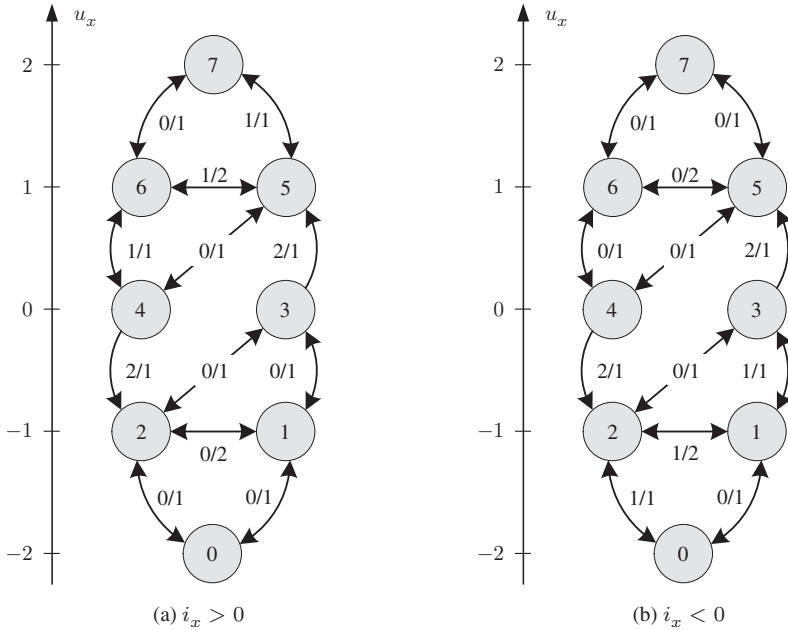 u_x u_x
2 7 2 7
0/1 1/1 0/1 0/1
1/2 0/2
1 6 5 1 6 5
1/1 0/1 2/1 0/1 0/1 2/1
0 4 3 0 4 3
2/1 0/1 0/1 2/1 0/1 1/1
−1 2 1 −1 2 1
0/2 1/2
0/1 0/1 1/1 0/1
−2 0 −2 0
(a) i_x > 0 (b) i_x < 0